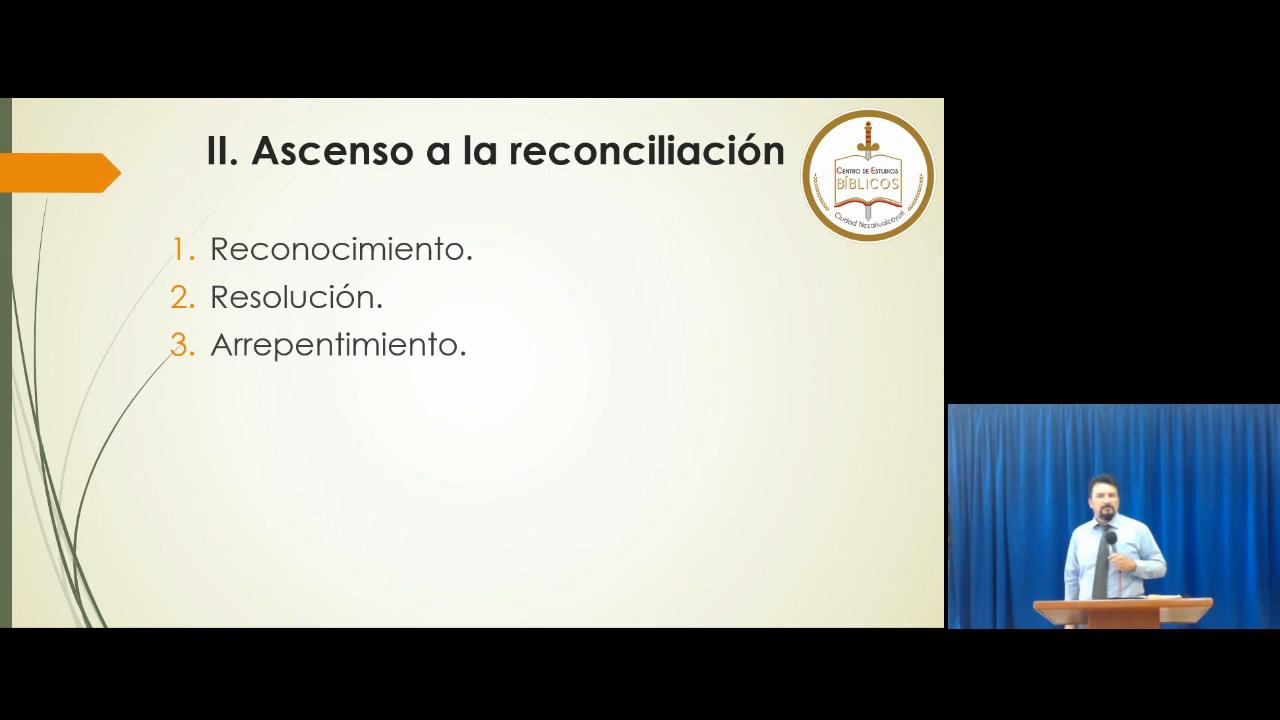 II. Ascenso a la reconciliación
CENTRO DE ESTUDIOS
BÍBLICOS
Ciudad Nezahualcóyotl
1. Reconocimiento.
2. Resolución.
3. Arrepentimiento.